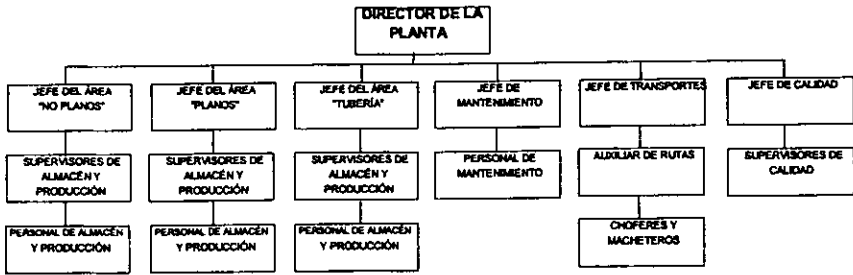 DIRECTOR DE LA
PLANTA
JEFE DEL ÁREA
"NO PLANOS"
JEFE DEL ÁREA
"PLANOS"
JEFE DEL ÁREA
"TUBERÍA"
JEFE DE
MANTENIMIENTO
JEFE DE TRANSPORTES
JEFE DE CALIDAD
SUPERVISORES DE
ALMACÉN Y
PRODUCCIÓN
SUPERVISORES DE
ALMACÉN Y
PRODUCCIÓN
SUPERVISORES DE
ALMACÉN Y
PRODUCCIÓN
PERSONAL DE
MANTENIMIENTO
AUXILIAR DE RUTAS
SUPERVISORES DE
CALIDAD
PERSONAL DE ALMACÉN
Y PRODUCCIÓN
PERSONAL DE ALMACÉN
Y PRODUCCIÓN
PERSONAL DE ALMACÉN
Y PRODUCCIÓN
CHOFERES Y
MACHETEROS